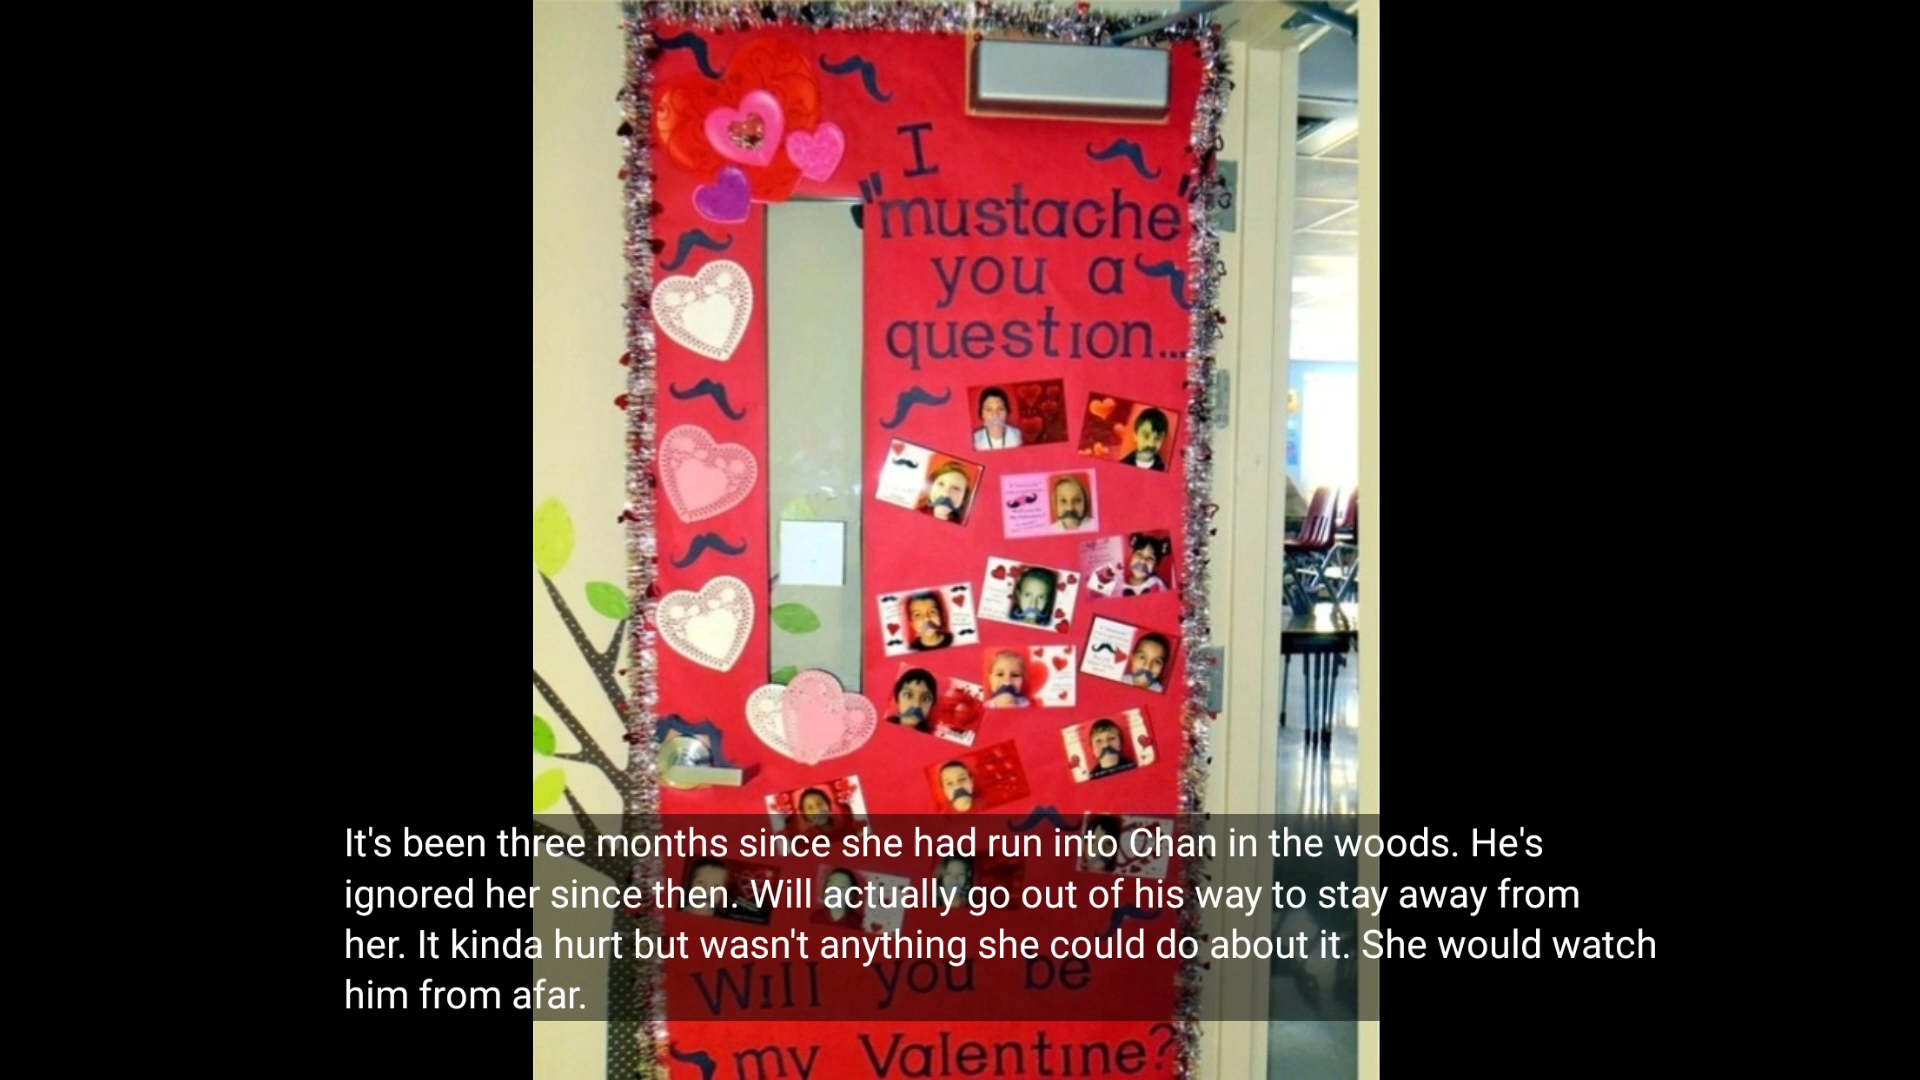 I
"mustache"
you a
question...
Will you be
my Valentine?
It's been three months since she had run into Chan in the woods. He's
ignored her since then. Will actually go out of his way to stay away from
her. It kinda hurt but wasn't anything she could do about it. She would watch
him from afar.